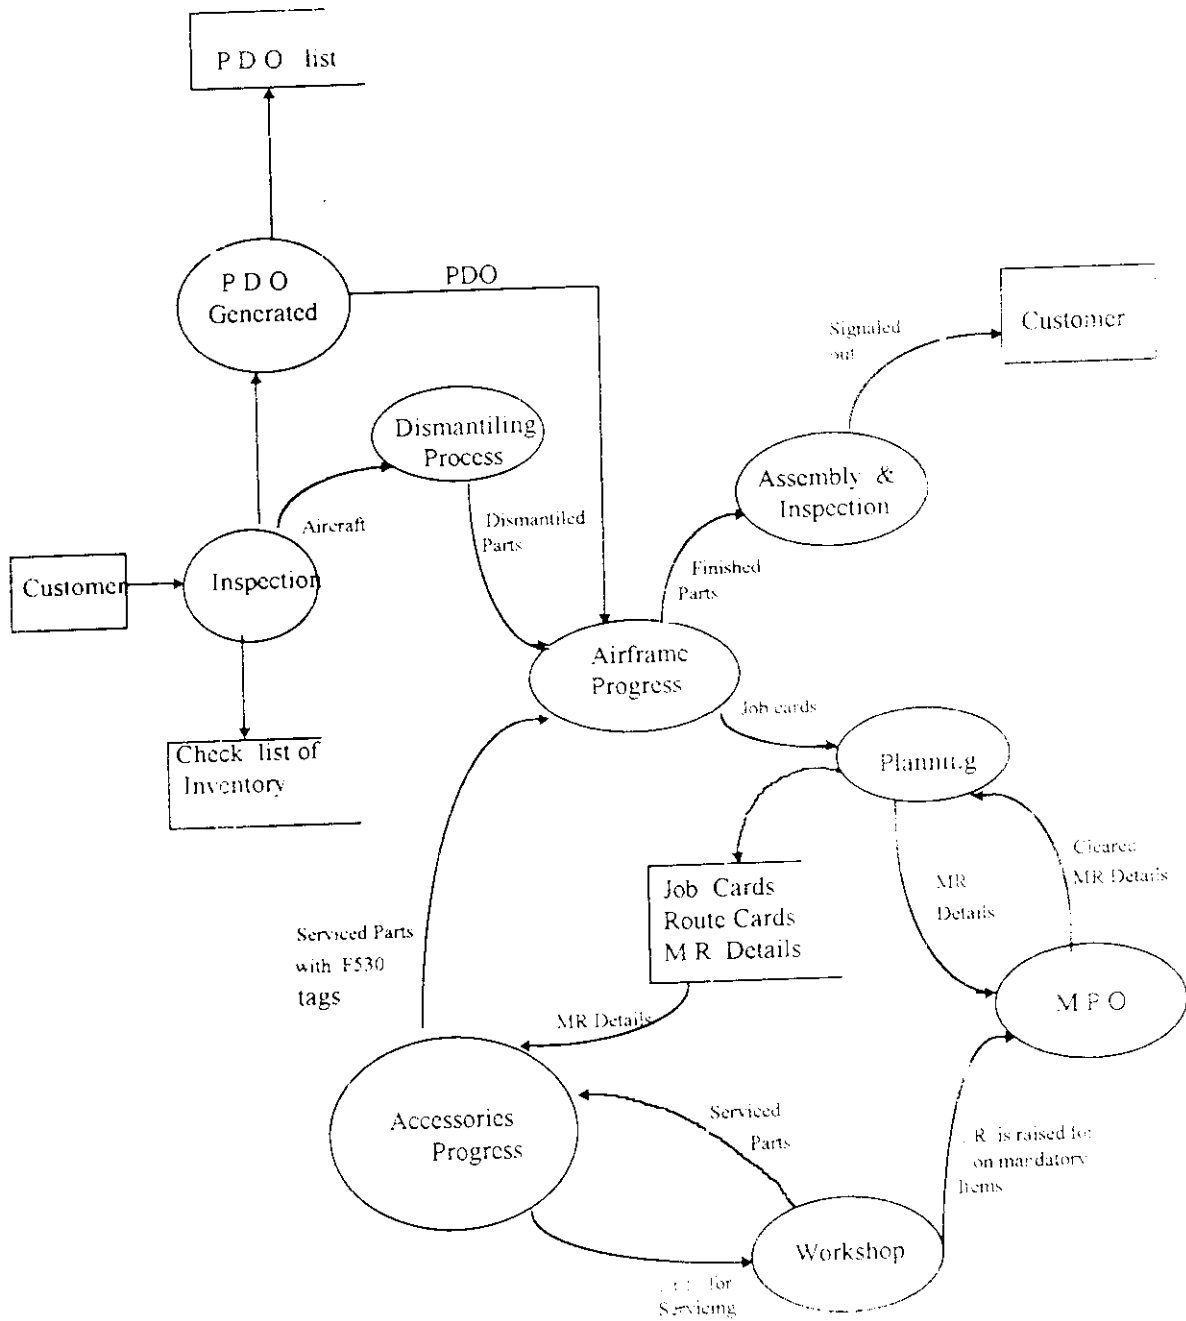 P D O list
P D O
Generated
PDO
Signaled
out
Customer
Dismantiling
Process
Assembly &
Inspection
Aircraft
Dismantiled
Parts
Customer
Inspection
Finished
Parts
Airframe
Progress
Job cards
Check list of
Inventory
Planning
Cleared
MR Details
MR
Details
Job Cards
Route Cards
M R Details
Serviced Parts
with F530
tags
M P O
MR Details
Accessories
Progress
Serviced
Parts
R is raised for
on mandatory
Items
Workshop
for
Servicing